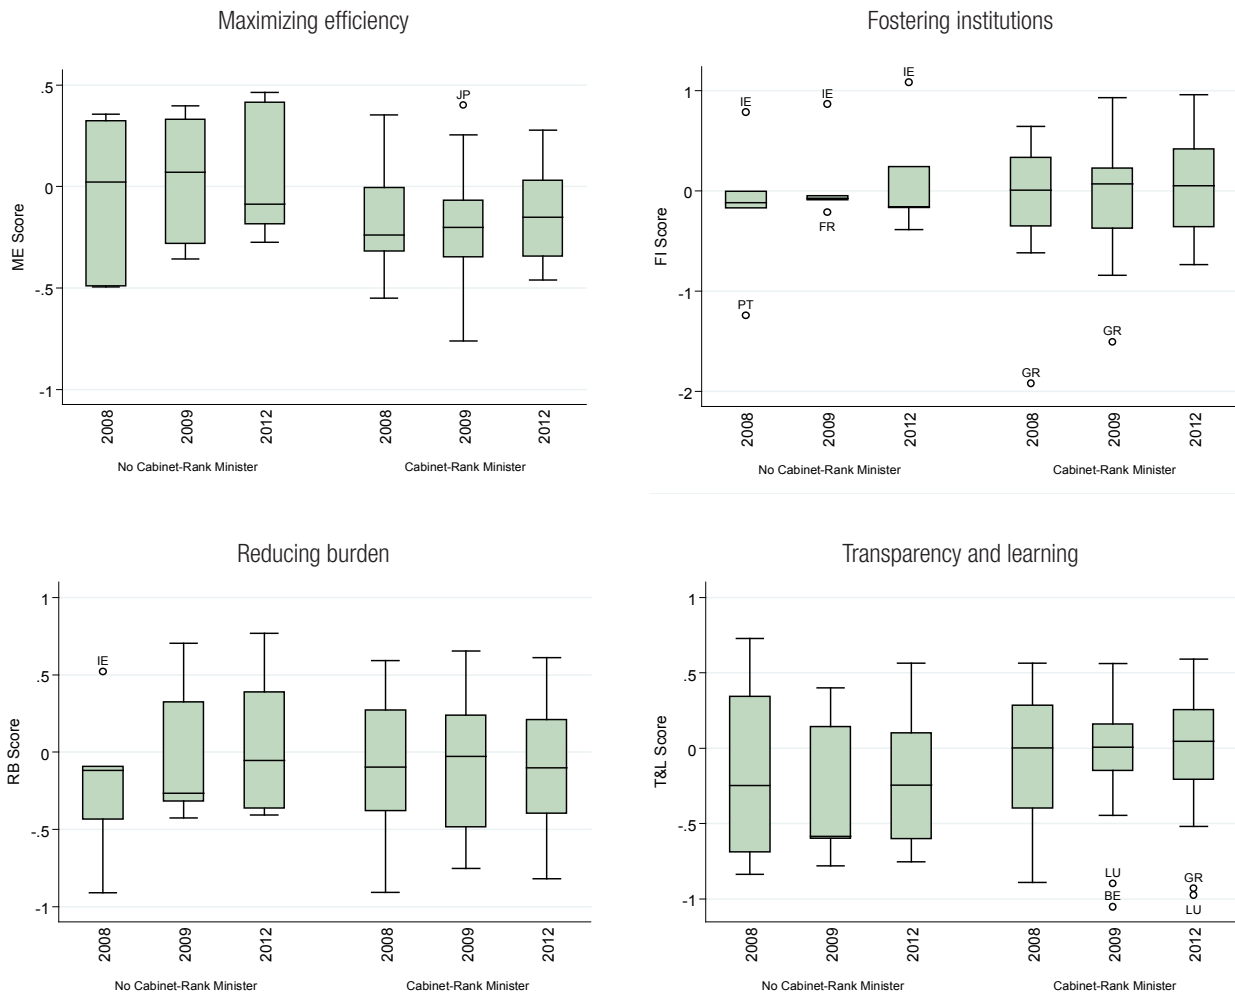 Maximizing efficiency
.5
0
-.5
-1
ME Score
JP
2008
2009
2012
2008
2009
2012
No Cabinet-Rank Minister
Cabinet-Rank Minister
Fostering institutions
1
0
-1
-2
FI Score
IE
PT
IE
FR
IE
GR
GR
2008
2009
2012
2008
2009
2012
No Cabinet-Rank Minister
Cabinet-Rank Minister
Reducing burden
1
.5
0
-.5
-1
RB Score
IE
2008
2009
2012
2008
2009
2012
No Cabinet-Rank Minister
Cabinet-Rank Minister
Transparency and learning
1
.5
0
-.5
-1
T&L Score
LU
BE
GR
LU
2008
2009
2012
2008
2009
2012
No Cabinet-Rank Minister
Cabinet-Rank Minister